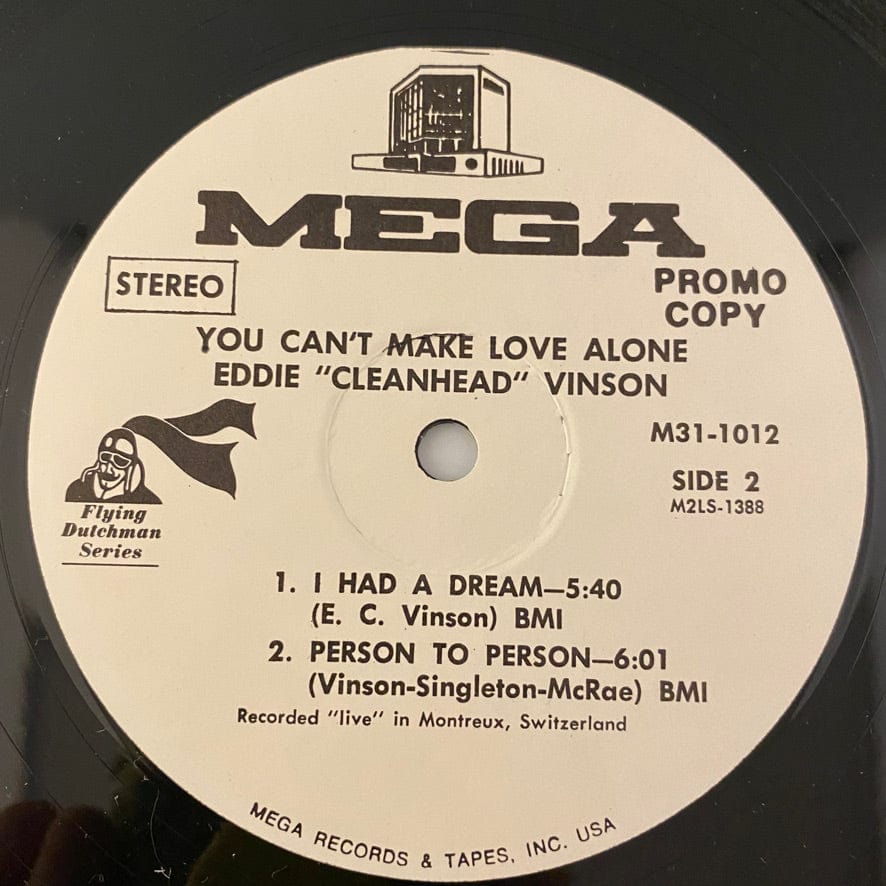 MEGA
STEREO
PROMO
COPY
YOU CAN'T MAKE LOVE ALONE
EDDIE "CLEANHEAD" VINSON
M31-1012
SIDE 2
M2LS-1388
Flying
Dutchman
Series
1. I HAD A DREAM—5:40
(E. C. Vinson) BMI
2. PERSON TO PERSON—6:01
(Vinson-Singleton-McRae) BMI
Recorded "live" in Montreux, Switzerland
MEGA RECORDS & TAPES, INC. USA